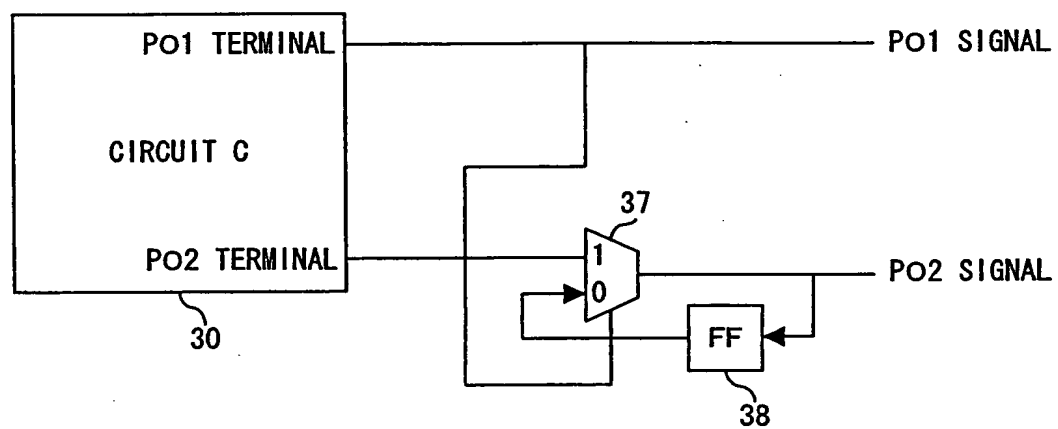 PO1 TERMINAL
PO1 SIGNAL
CIRCUIT C
37
PO2 TERMINAL
1
PO2 SIGNAL
0
30
FF
38